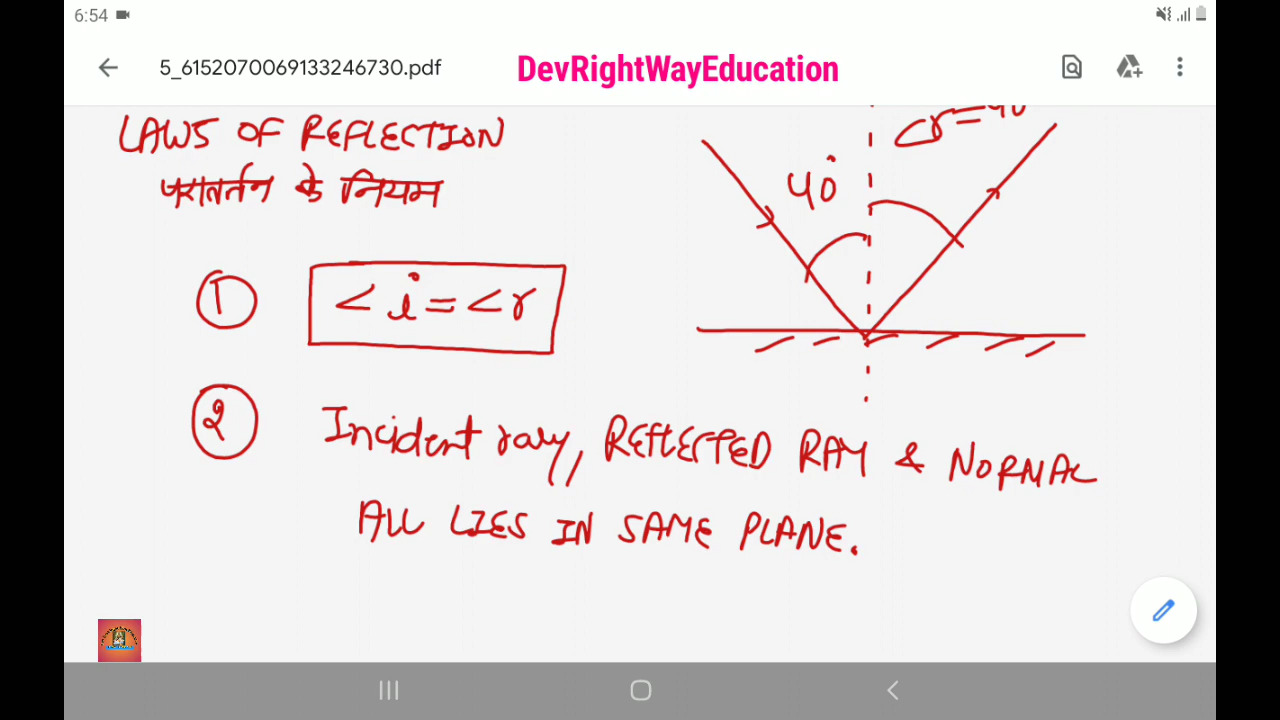 6:54
5_6152070069133246730.pdf
DevRightWayEducation
LAWS OF REFLECTION
परावर्तन के नियम
<r=40
40°
1
<i=<r
2
Incident ray, REFLECTED RAY & NORMAL
ALL LIES IN SAME PLANE.